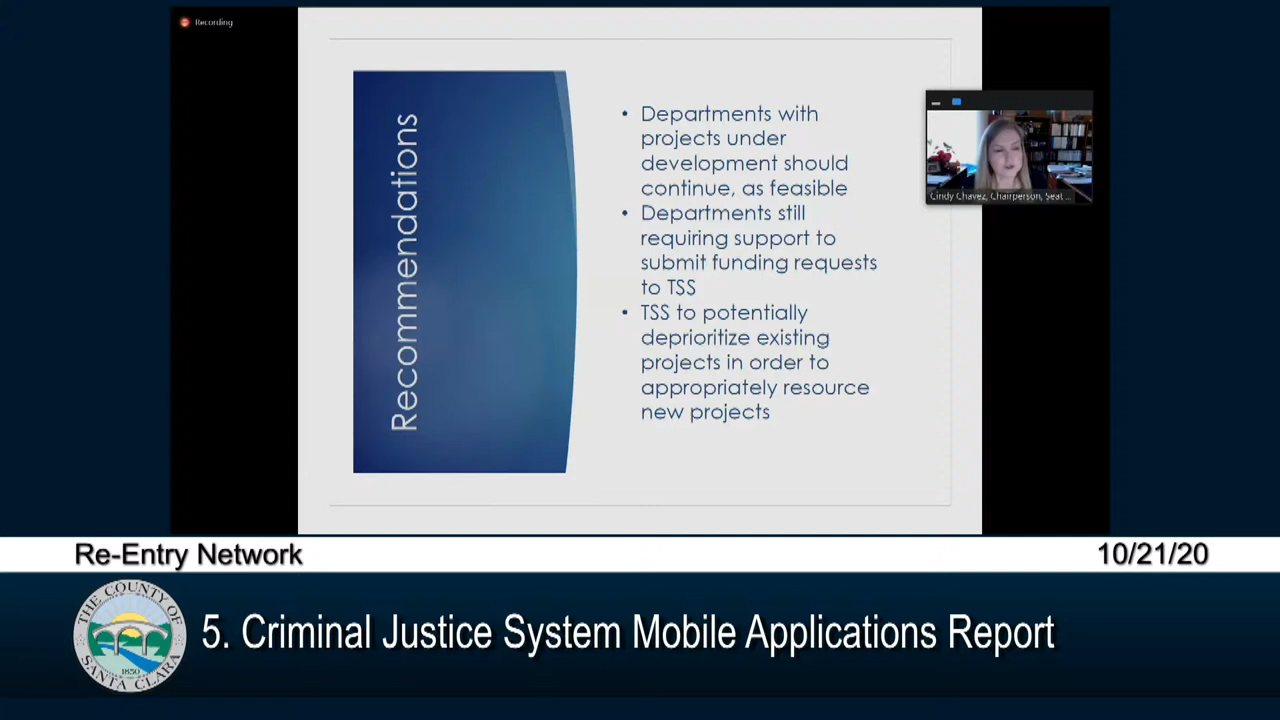 Recording
Recommendations
• Departments with
projects under
development should
continue, as feasible
• Departments still
requiring support to
submit funding requests
to TSS
• TSS to potentially
deprioritize existing
projects in order to
appropriately resource
new projects
Cindy Chavez, Chairperson, Seat ...
Re-Entry Network
10/21/20
THE COUNTY OF
SANTA CLARA
1850
5. Criminal Justice System Mobile Applications Report